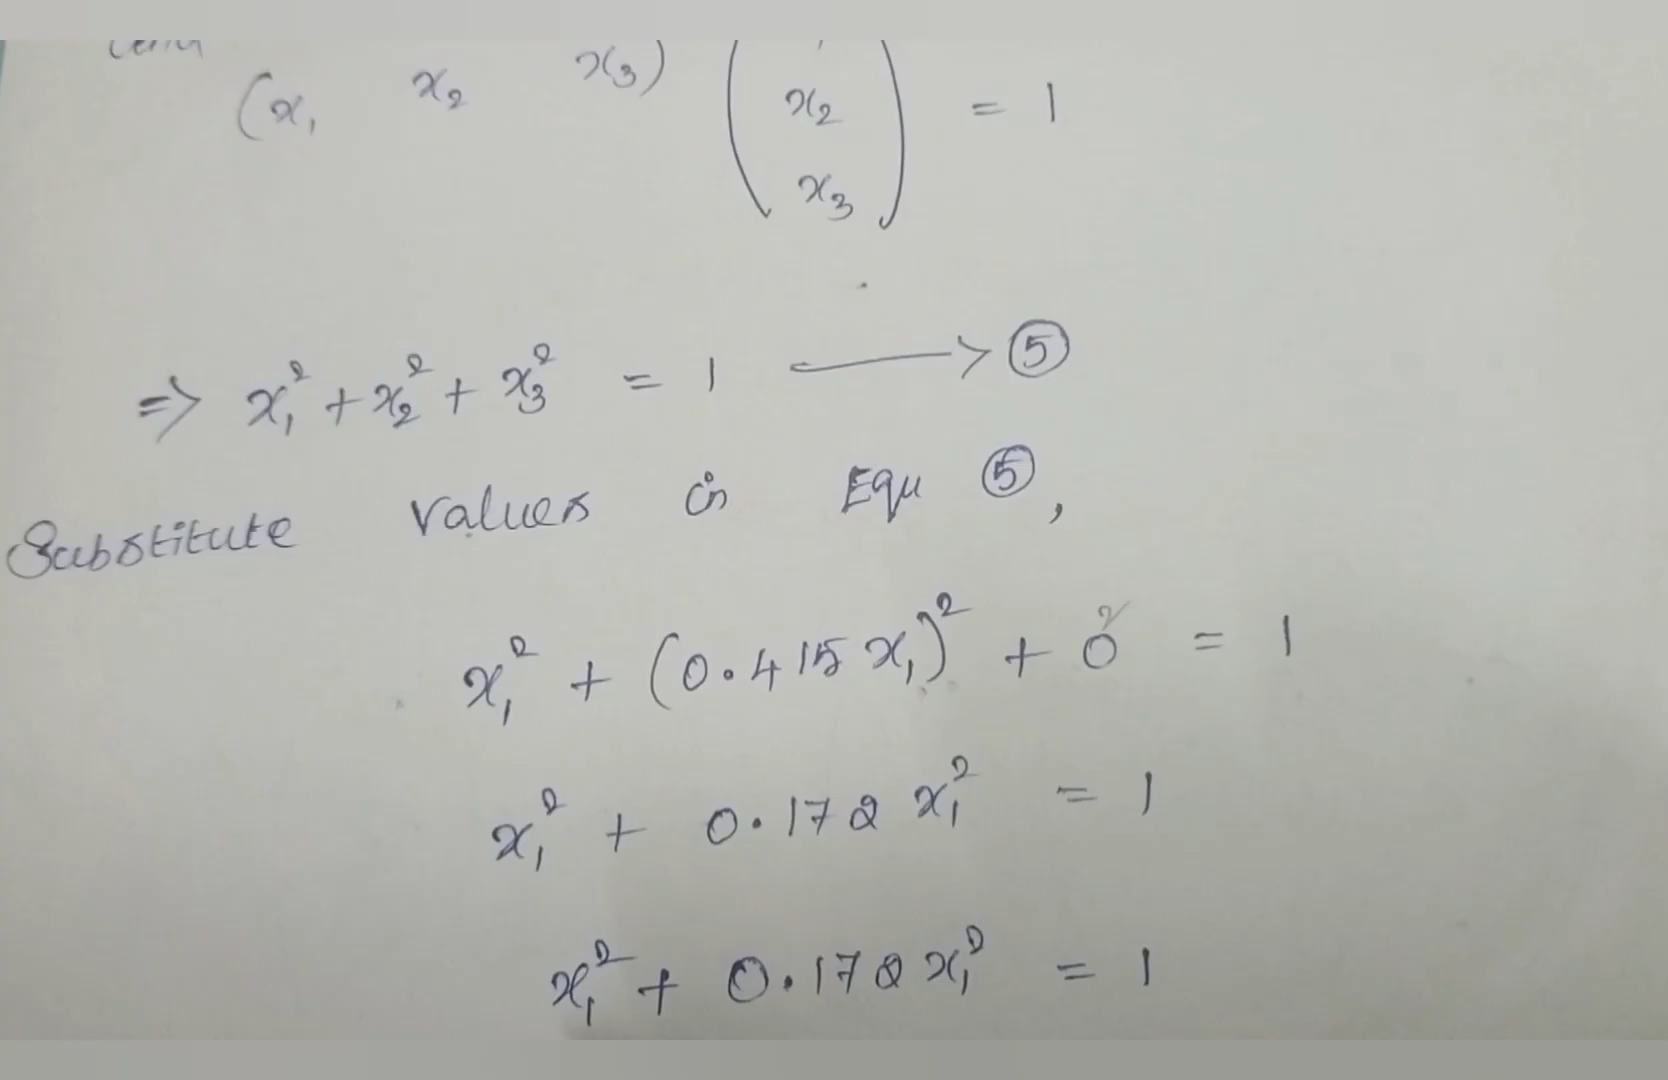 (x₁ x₂ x₃) ( x₂ x₃ ) = 1
⇒ x₁² + x₂² + x₃² = 1 ⟶ ⑤
Substitute values in Equ ⑤,
x₁² + (0.415 x₁)² + 0² = 1
x₁² + 0.172 x₁² = 1
x₁² + 0.172 x₁² = 1